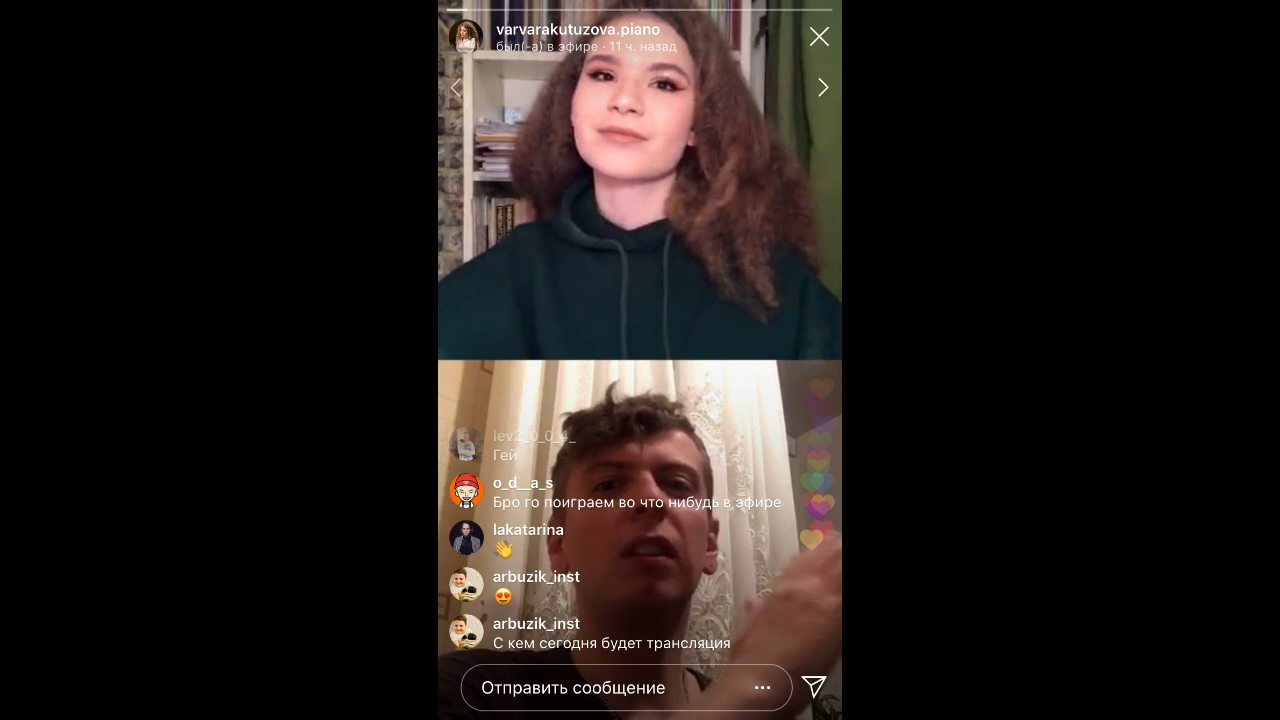 varvarakutuzova.piano
был(-а) в эфире · 11 ч. назад
lev2_0_0_4_
Гей
o_d__a_s
Бро го поиграем во что нибудь в эфире
lakatarina
👋
arbuzik_inst
😍
arbuzik_inst
С кем сегодня будет трансляция
Отправить сообщение